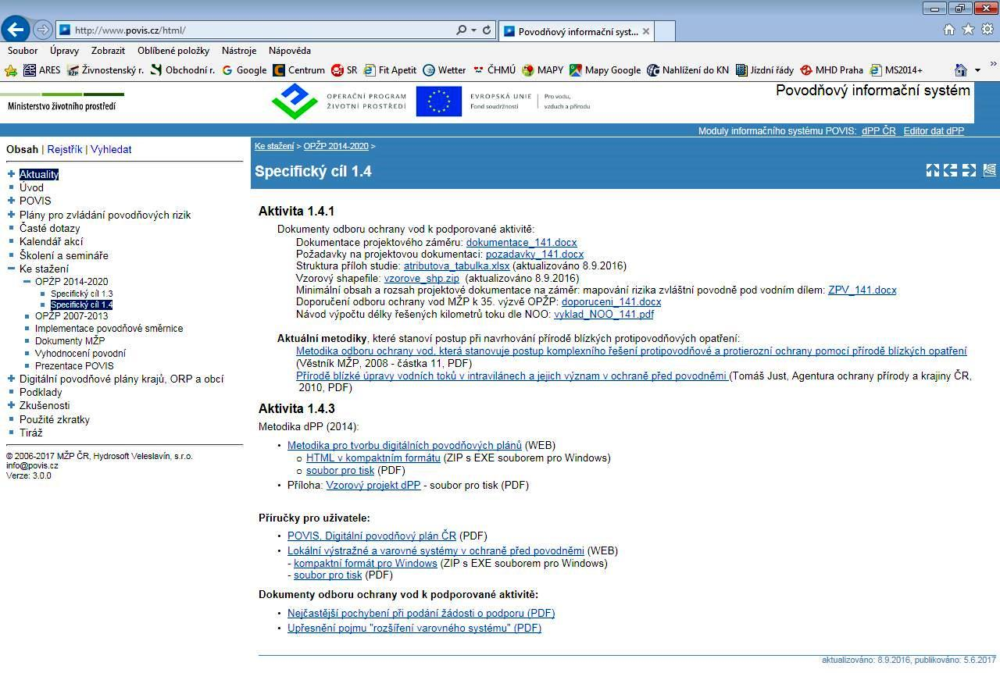 http://www.povis.cz/html/
Povodňový informační syst...
Soubor Úpravy Zobrazit Oblíbené položky Nástroje Nápověda
ARES Živnostenský r. Obchodní r. Google Centrum SR Fit Apetit Wetter ČHMÚ MAPY Mapy Google Nahlížení do KN Jízdní řády MHD Praha MS2014+
Ministerstvo životního prostředí
OPERAČNÍ PROGRAM
ŽIVOTNÍ PROSTŘEDÍ
EVROPSKÁ UNIE
Fond soudržnosti
Pro vodu,
vzduch a přírodu
Povodňový informační systém
Moduly informačního systému POVIS: dPP ČR Editor dat dPP
Obsah | Rejstřík | Vyhledat
Aktuality
Úvod
POVIS
Plány pro zvládání povodňových rizik
Časté dotazy
Kalendář akcí
Školení a semináře
Ke stažení
OPŽP 2014-2020
Specifický cíl 1.3
Specifický cíl 1.4
OPŽP 2007-2013
Implementace povodňové směrnice
Dokumenty MŽP
Vyhodnocení povodní
Prezentace POVIS
Digitální povodňové plány krajů, ORP a obcí
Podklady
Zkušenosti
Použité zkratky
Tiráž
© 2006-2017 MŽP ČR, Hydrosoft Veleslavín, s.r.o.
info@povis.cz
Verze: 3.0.0
Ke stažení > OPŽP 2014-2020 >
Specifický cíl 1.4
Aktivita 1.4.1
Dokumenty odboru ochrany vod k podporované aktivitě:
Dokumentace projektového záměru: dokumentace_141.docx
Požadavky na projektovou dokumentaci: pozadavky_141.docx
Struktura příloh studie: atributova_tabulka.xlsx (aktualizováno 8.9.2016)
Vzorový shapefile: vzorove_shp.zip (aktualizováno 8.9.2016)
Minimální obsah a rozsah projektové dokumentace na záměr: mapování rizika zvláštní povodně pod vodním dílem: ZPV_141.docx
Doporučení odboru ochrany vod MŽP k 35. výzvě OPŽP: doporuceni_141.docx
Návod výpočtu délky řešených kilometrů toku dle NOO: vyklad_NOO_141.pdf
Aktuální metodiky, které stanoví postup při navrhování přírodě blízkých protipovodňových opatření:
Metodika odboru ochrany vod, která stanovuje postup komplexního řešení protipovodňové a protierozní ochrany pomocí přírodě blízkých opatření
(Věstník MŽP, 2008 - částka 11, PDF)
Přírodě blízké úpravy vodních toků v intravilánech a jejich význam v ochraně před povodněmi (Tomáš Just, Agentura ochrany přírody a krajiny ČR,
2010, PDF)
Aktivita 1.4.3
Metodika dPP (2014):
• Metodika pro tvorbu digitálních povodňových plánů (WEB)
o HTML v kompaktním formátu (ZIP s EXE souborem pro Windows)
o soubor pro tisk (PDF)
• Příloha: Vzorový projekt dPP - soubor pro tisk (PDF)
Příručky pro uživatele:
• POVIS, Digitální povodňový plán ČR (PDF)
• Lokální výstražné a varovné systémy v ochraně před povodněmi (WEB)
- kompaktní formát pro Windows (ZIP s EXE souborem pro Windows)
- soubor pro tisk (PDF)
Dokumenty odboru ochrany vod k podporované aktivitě:
• Nejčastější pochybení při podání žádosti o podporu (PDF)
• Upřesnění pojmu "rozšíření varovného systému" (PDF)
aktualizováno: 8.9.2016, publikováno: 5.6.2017